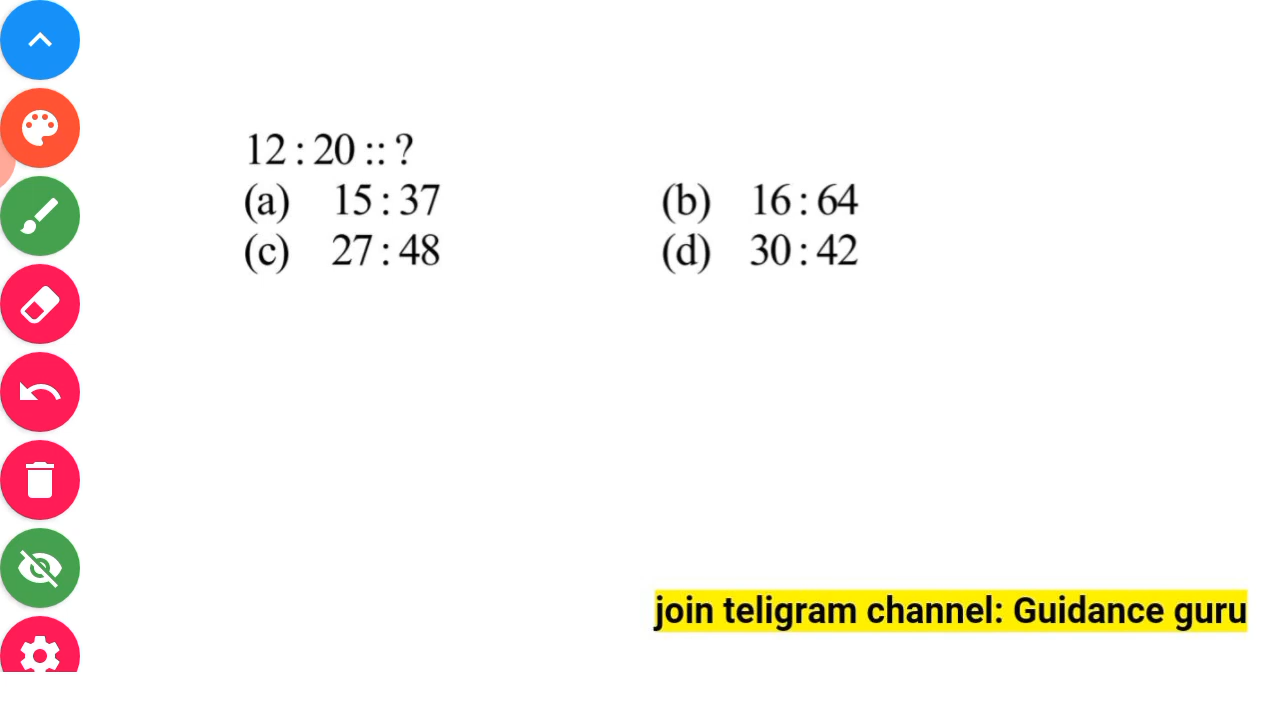 12 : 20 :: ?
(a) 15 : 37 (b) 16 : 64
(c) 27 : 48 (d) 30 : 42
join teligram channel: Guidance guru